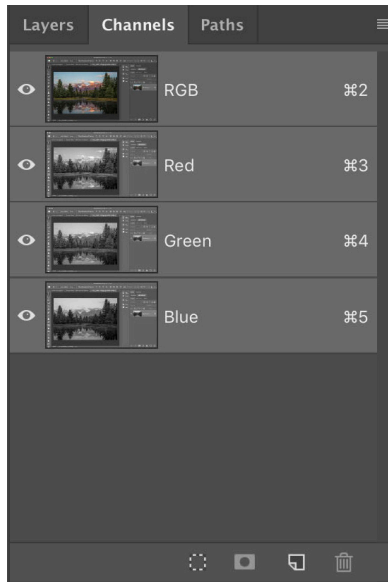 Layers Channels Paths
RGB ⌘2
Red ⌘3
Green ⌘4
Blue ⌘5